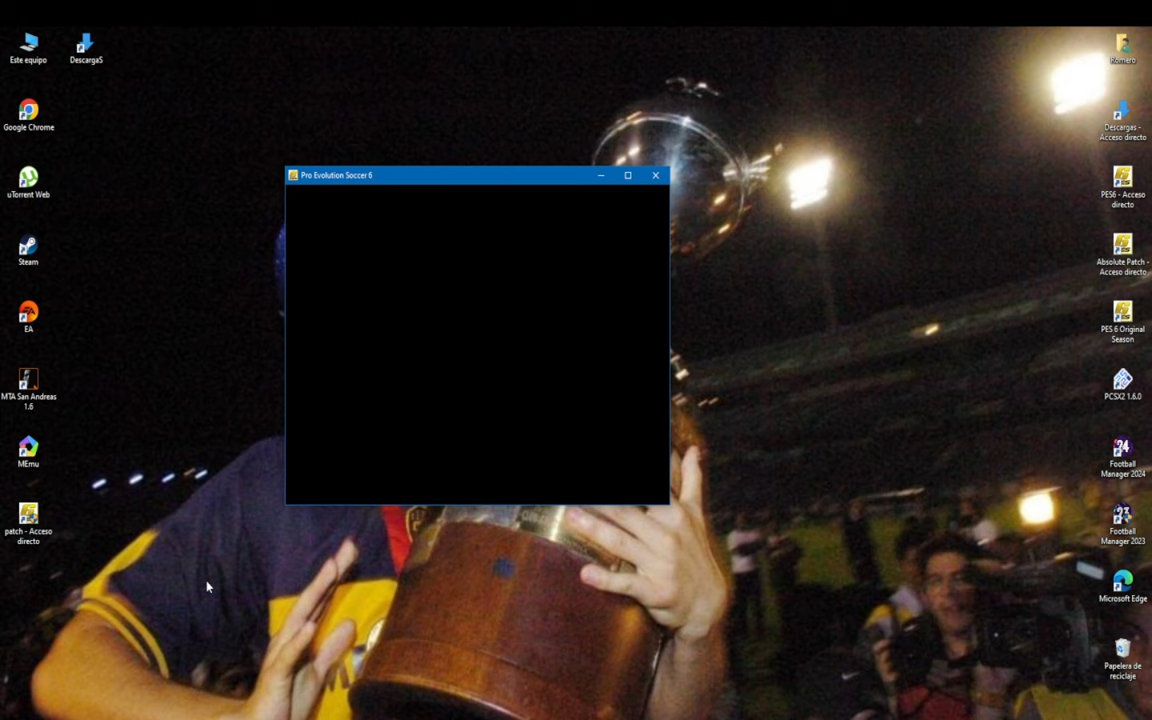 Este equipo
DescargaS
Google Chrome
uTorrent Web
Steam
EA
MTA San Andreas
1.6
MEmu
patch - Acceso
directo
Pro Evolution Soccer 6
Romero
Descargas -
Acceso directo
PES6 - Acceso
directo
Absolute Patch -
Acceso directo
PES 6 Original
Season
PCSX2 1.6.0
24
Football
Manager 2024
23
Football
Manager 2023
Microsoft Edge
Papelera de
reciclaje